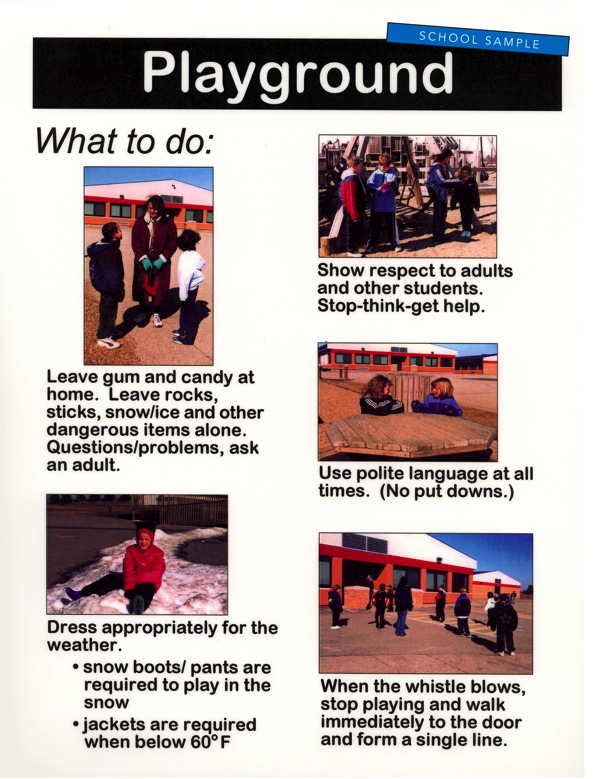 SCHOOL SAMPLE
Playground
What to do:
Leave gum and candy at
home.  Leave rocks,
sticks, snow/ice and other
dangerous items alone.
Questions/problems, ask
an adult.
Dress appropriately for the
weather.
• snow boots/ pants are
required to play in the
snow
• jackets are required
when below 60° F
Show respect to adults
and other students.
Stop-think-get help.
Use polite language at all
times.  (No put downs.)
When the whistle blows,
stop playing and walk
immediately to the door
and form a single line.